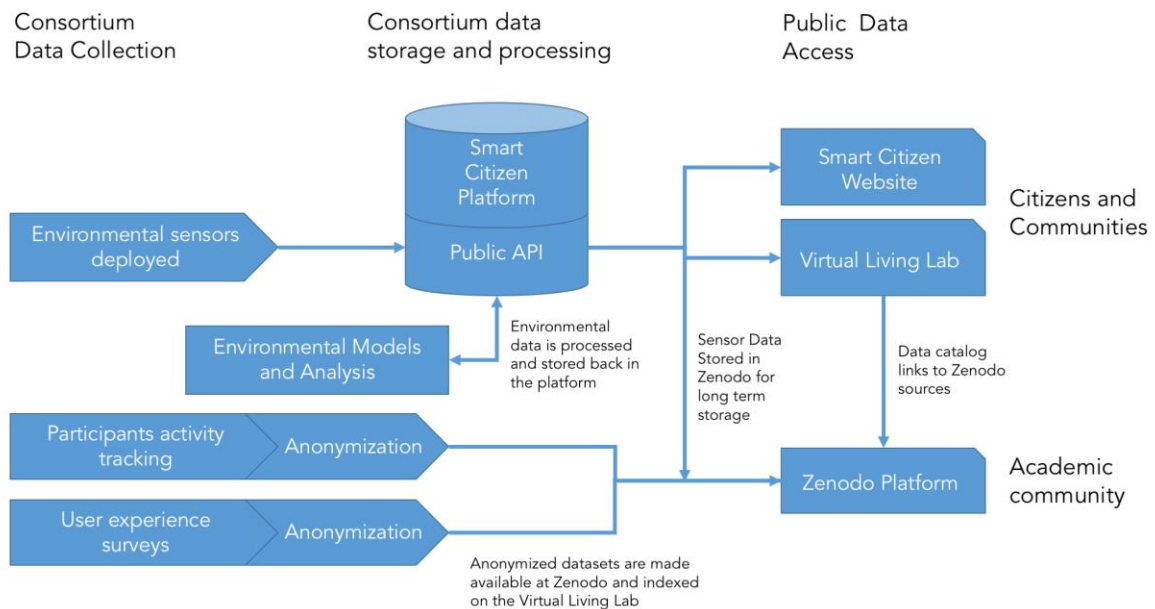 Consortium
Data Collection
Consortium data
storage and processing
Public Data
Access
Smart
Citizen
Platform
Public API
Smart Citizen
Website
Citizens and
Communities
Environmental sensors
deployed
Virtual Living Lab
Environmental Models
and Analysis
Environmental
data is processed
and stored back in
the platform
Sensor Data
Stored in
Zenodo for
long term
storage
Data catalog
links to Zenodo
sources
Participants activity
tracking
Anonymization
Zenodo Platform
Academic
community
User experience
surveys
Anonymization
Anonymized datasets are made
available at Zenodo and indexed
on the Virtual Living Lab